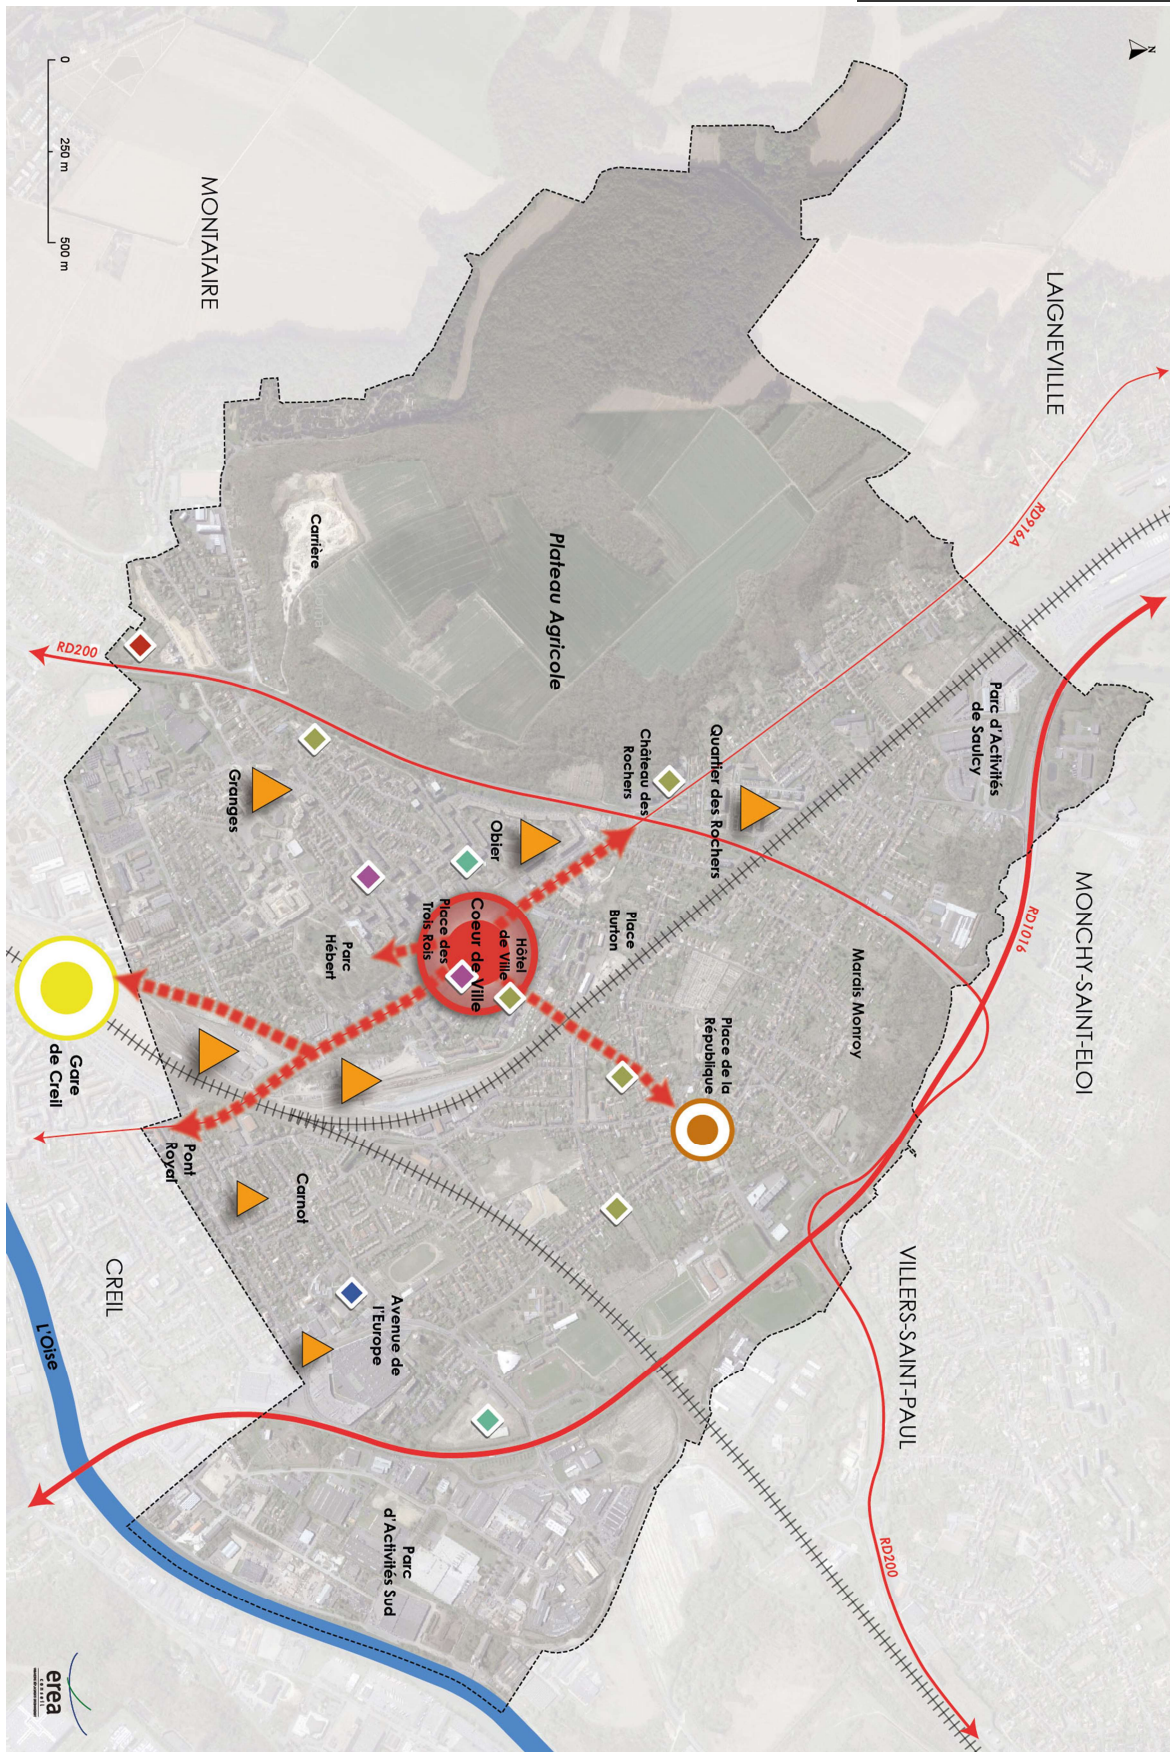 N
0
250 m
500 m
MONTATAIRE
LAIGNEVILLLE
MONCHY-SAINT-ELOI
VILLERS-SAINT-PAUL
CREIL
RD916A
RD1016
RD200
RD200
Carrière
Plateau Agricole
Parc d'Activités
de Saulcy
Quartier des Rochers
Château des
Rochers
Granges
Obier
Place
Burton
Marais Monroy
Hôtel
de Ville
Coeur de Ville
Place des
Trois Rois
Parc
Hébert
Place de la
République
Gare
de Creil
Pont
Royal
Carnot
Avenue de
l'Europe
Parc
d'Activités Sud
L'Oise
erea
conseil